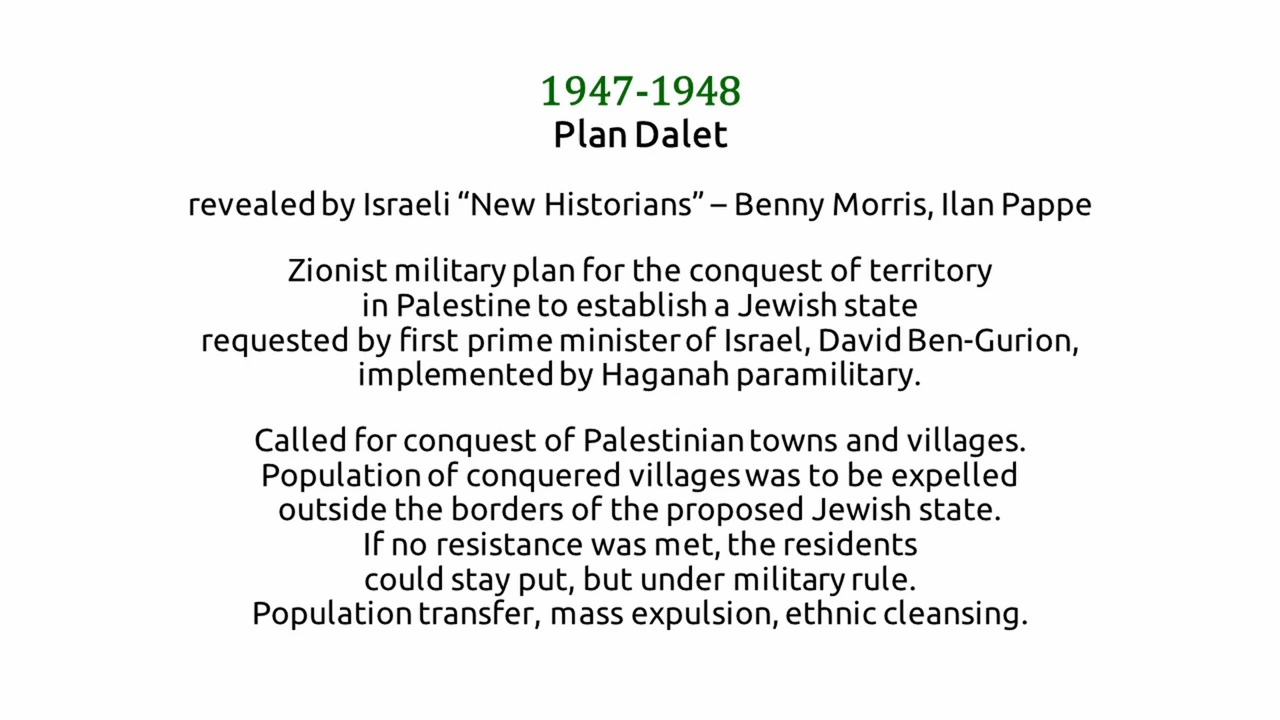 1947-1948
Plan Dalet
revealed by Israeli “New Historians” – Benny Morris, Ilan Pappe
Zionist military plan for the conquest of territory
in Palestine to establish a Jewish state
requested by first prime minister of Israel, David Ben-Gurion,
implemented by Haganah paramilitary.
Called for conquest of Palestinian towns and villages.
Population of conquered villages was to be expelled
outside the borders of the proposed Jewish state.
If no resistance was met, the residents
could stay put, but under military rule.
Population transfer, mass expulsion, ethnic cleansing.